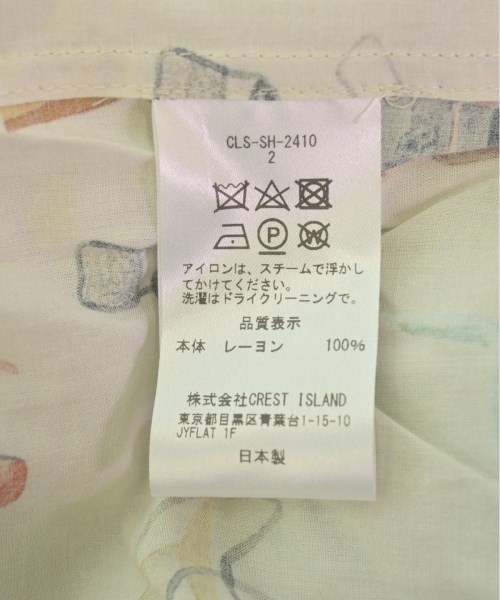 CLS-SH-2410
2
P
W
アイロンは、スチームで浮かし
てかけてください。
洗濯はドライクリーニングで。
品質表示
本体 レーヨン 100%
株式会社CREST ISLAND
東京都目黒区青葉台1-15-10
JYFLAT 1F
日本製